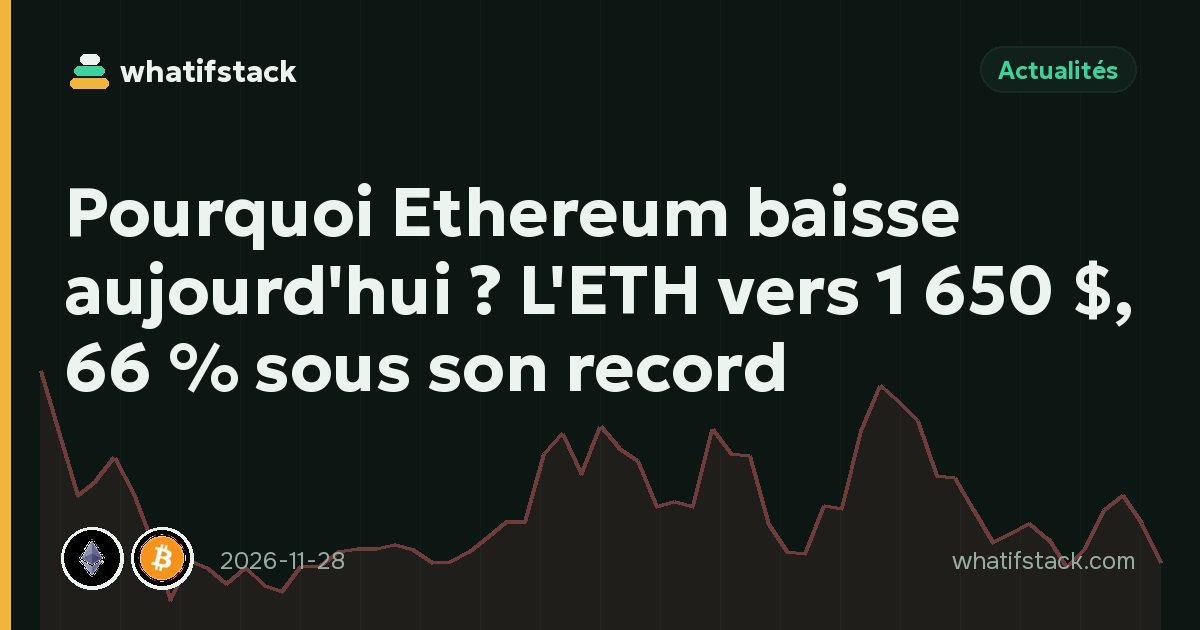 whatifstack
Actualités
Pourquoi Ethereum baisse
aujourd'hui ? L'ETH vers 1 650 $,
66 % sous son record
2026-11-28
whatifstack.com